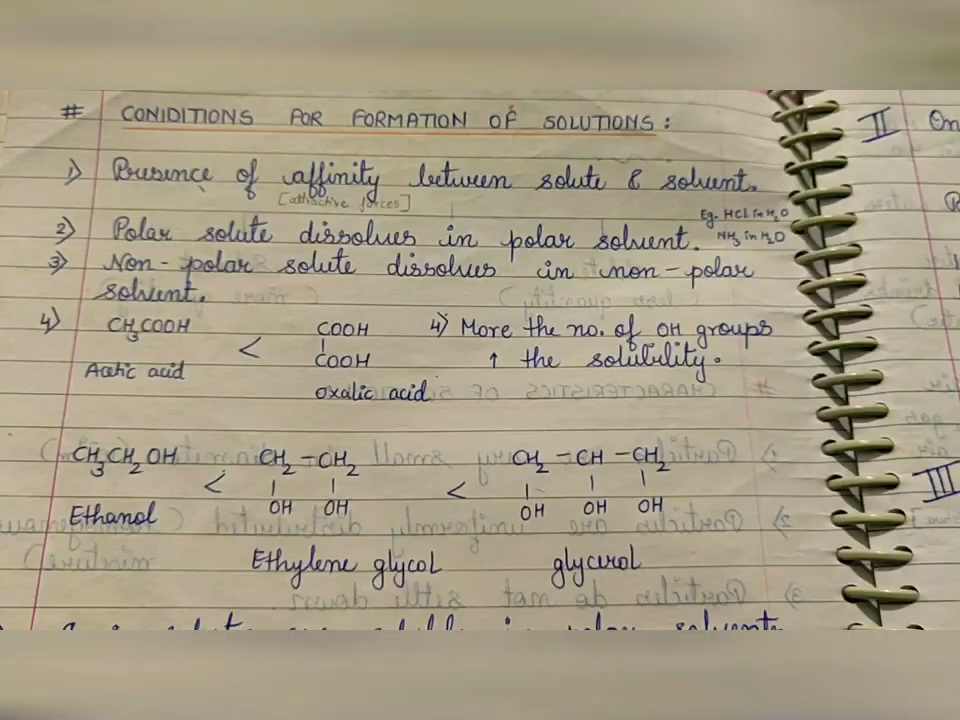 # CONIDITIONS FOR FORMATION OF SOLUTIONS :
II On
1) Presence of affinity between solute & solvent.
[attractive forces]
Eg. HCl in H2O
2) Polar solute dissolves in polar solvent. NH3 in H2O
3) Non-polar solute dissolves in non-polar
solvent.
4) CH3COOH < COOH 4) More the no. of OH groups
COOH ↑ the solubility.
Acetic acid
oxalic acid
CH3CH2OH < CH2 - CH2 < CH2 - CH - CH2
OH OH OH OH OH
III
Ethanol
Ethylene glycol glycerol